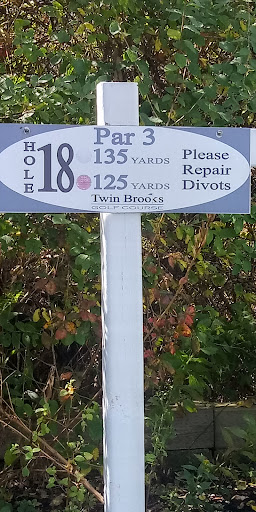 HOLE
18
Par 3
135 YARDS
125 YARDS
Twin Brooks
GOLF COURSE
Please
Repair
Divots